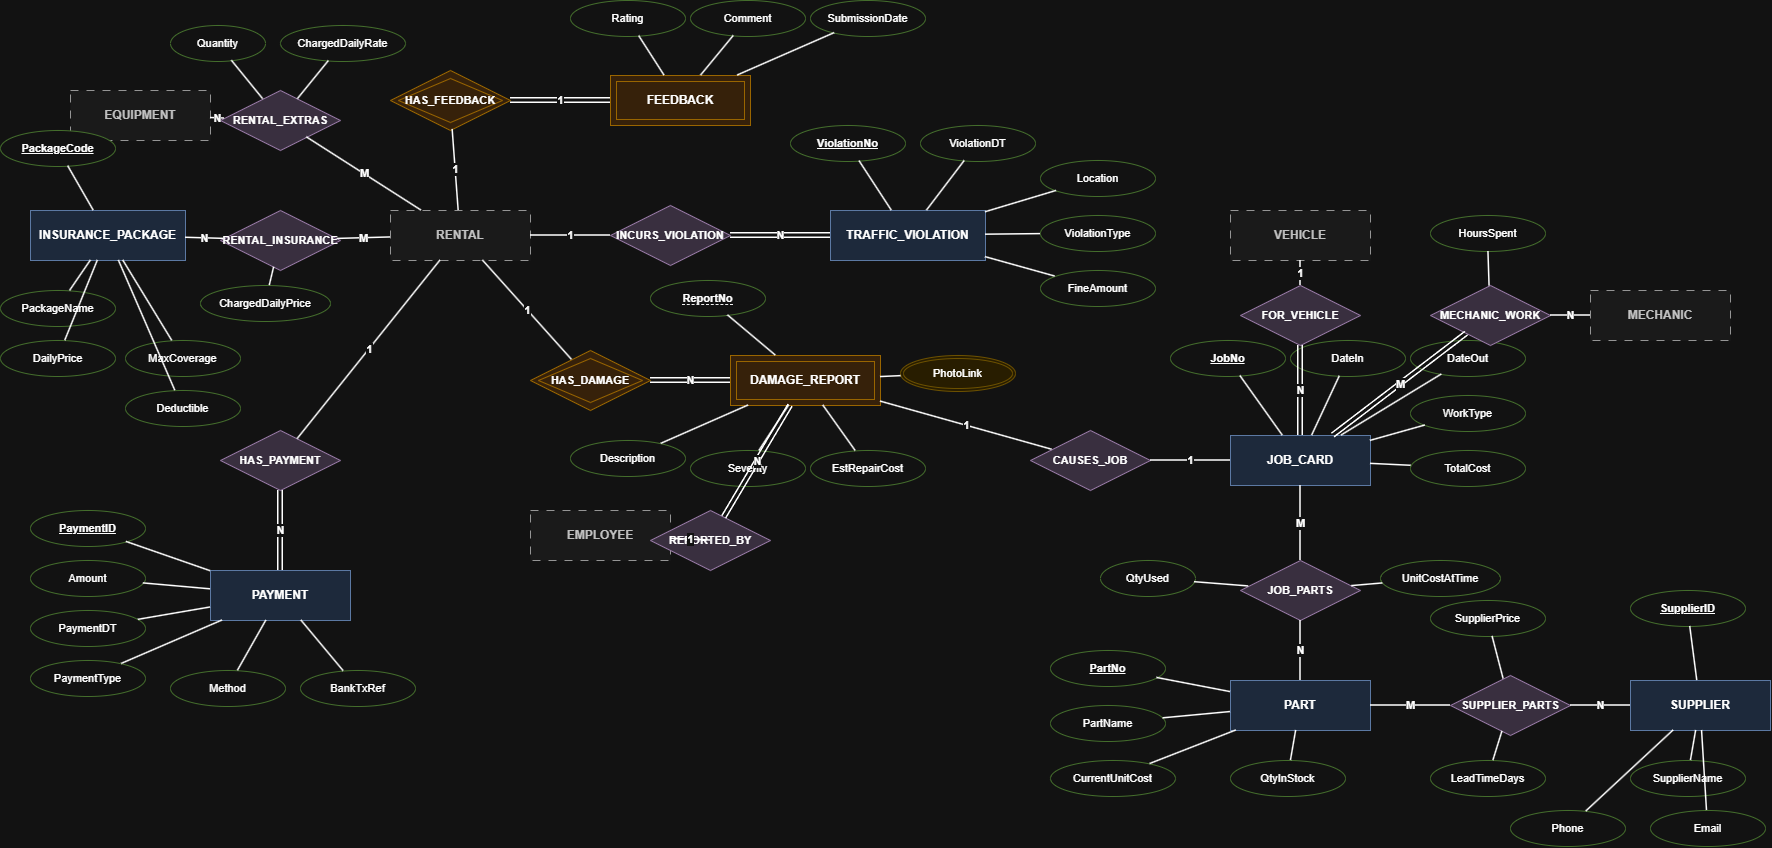 Rating
Comment
SubmissionDate
Quantity
ChargedDailyRate
HAS_FEEDBACK
1
FEEDBACK
EQUIPMENT
N
RENTAL_EXTRAS
PackageCode
ViolationNo
ViolationDT
M
1
Location
INSURANCE_PACKAGE
N
RENTAL_INSURANCE
M
RENTAL
1
INCURS_VIOLATION
N
TRAFFIC_VIOLATION
ViolationType
VEHICLE
HoursSpent
1
FineAmount
PackageName
ChargedDailyPrice
ReportNo
1
FOR_VEHICLE
MECHANIC_WORK
N
MECHANIC
1
DailyPrice
MaxCoverage
JobNo
DateIn
DateOut
HAS_DAMAGE
N
DAMAGE_REPORT
PhotoLink
N
M
Deductible
WorkType
1
HAS_PAYMENT
Description
Severity
N
EstRepairCost
CAUSES_JOB
1
JOB_CARD
TotalCost
PaymentID
N
M
EMPLOYEE
1
REPORTED_BY
Amount
PAYMENT
QtyUsed
JOB_PARTS
UnitCostAtTime
PaymentDT
SupplierPrice
SupplierID
N
PaymentType
Method
BankTxRef
PartNo
PART
M
SUPPLIER_PARTS
N
SUPPLIER
PartName
CurrentUnitCost
QtyInStock
LeadTimeDays
SupplierName
Phone
Email